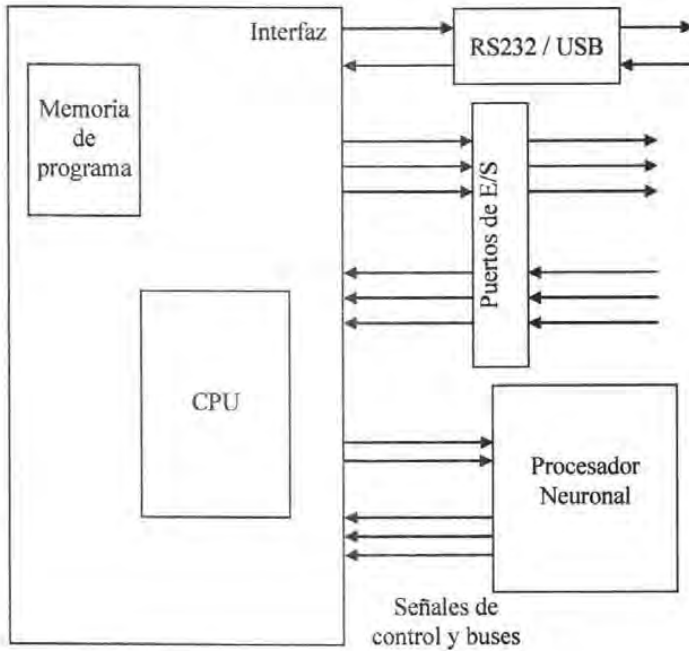 Interfaz
RS232 / USB
Memoria
de
programa
Puertos de E/S
CPU
Procesador
Neuronal
Señales de
control y buses